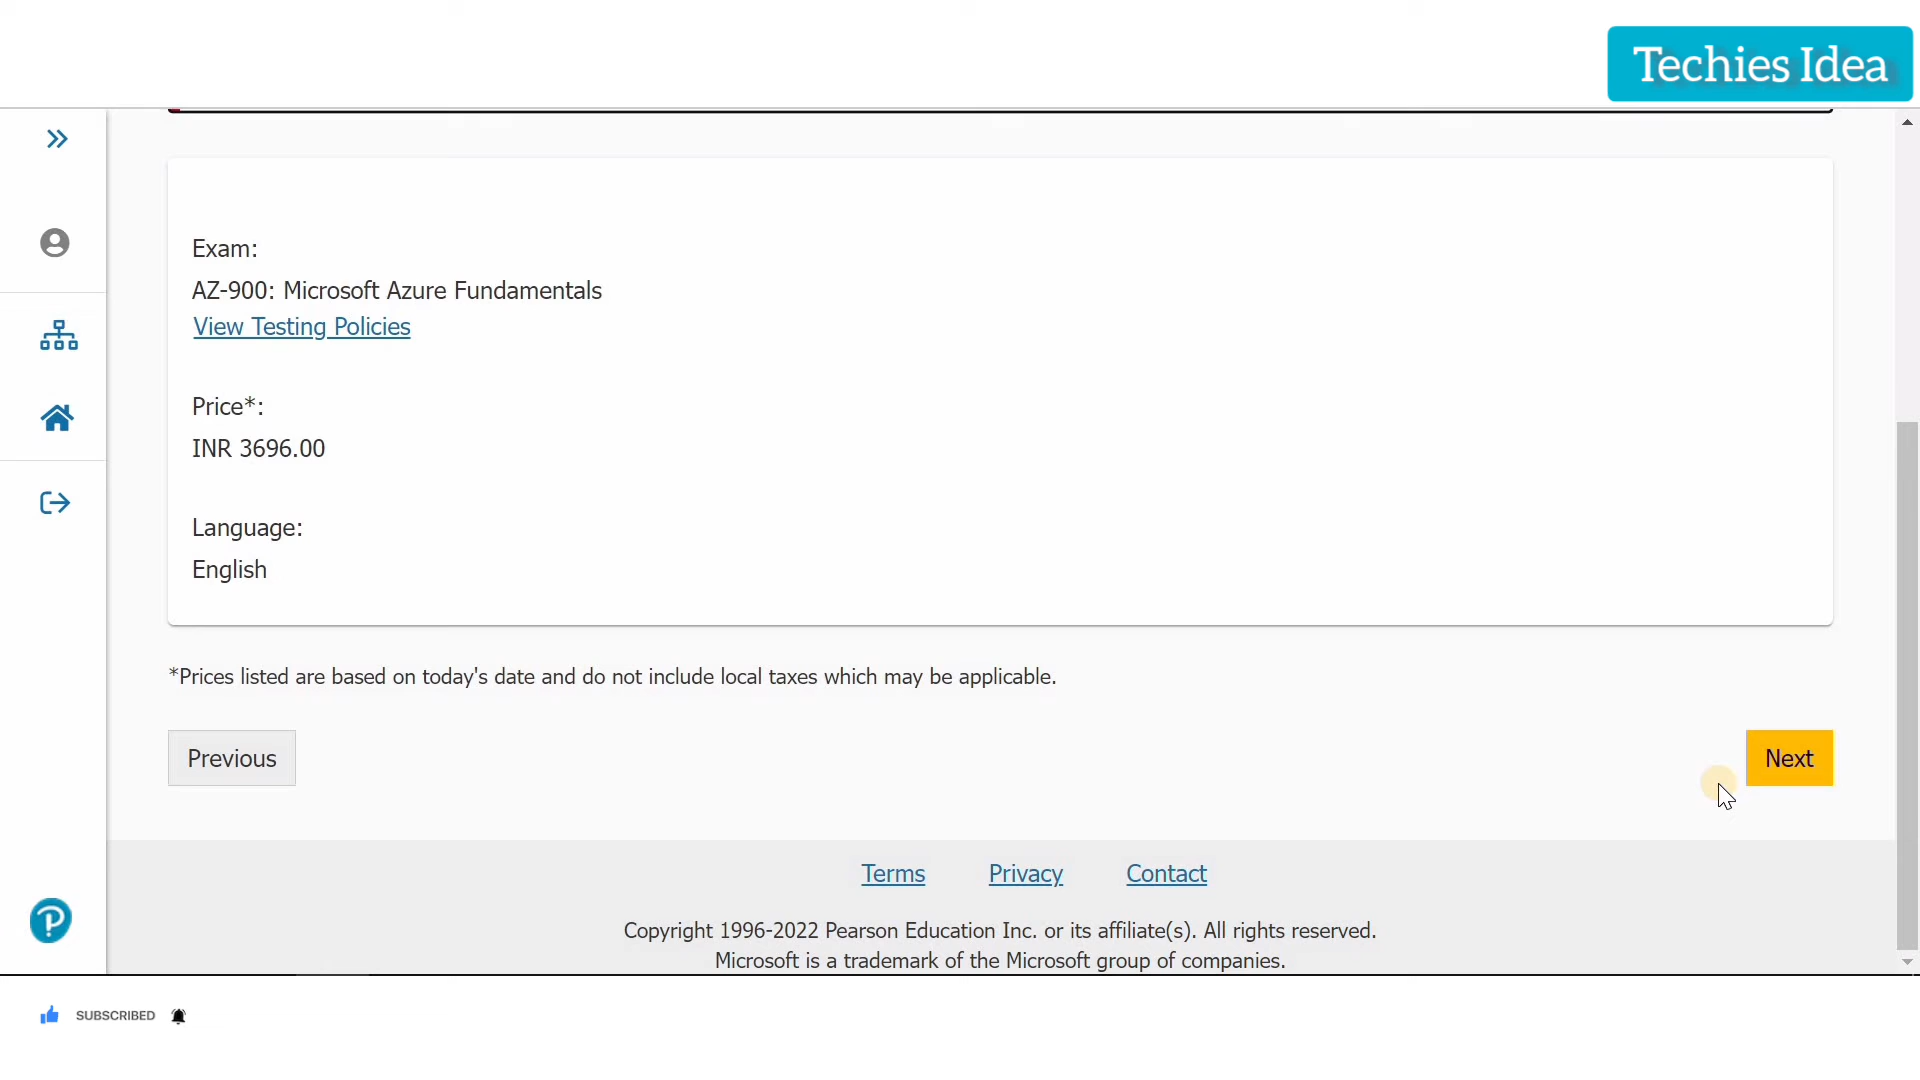 Techies Idea
Exam:
AZ-900: Microsoft Azure Fundamentals
View Testing Policies
Price*:
INR 3696.00
Language:
English
*Prices listed are based on today's date and do not include local taxes which may be applicable.
Previous
Next
Terms Privacy Contact
Copyright 1996-2022 Pearson Education Inc. or its affiliate(s). All rights reserved.
Microsoft is a trademark of the Microsoft group of companies.
SUBSCRIBED